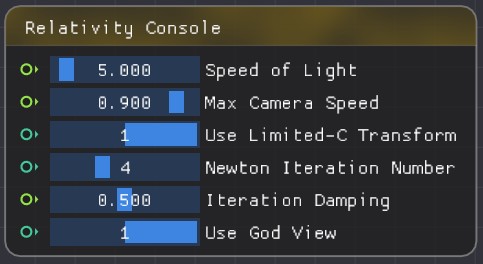 Relativity Console
5.000 Speed of Light
0.900 Max Camera Speed
1 Use Limited-C Transform
4 Newton Iteration Number
0.500 Iteration Damping
1 Use God View